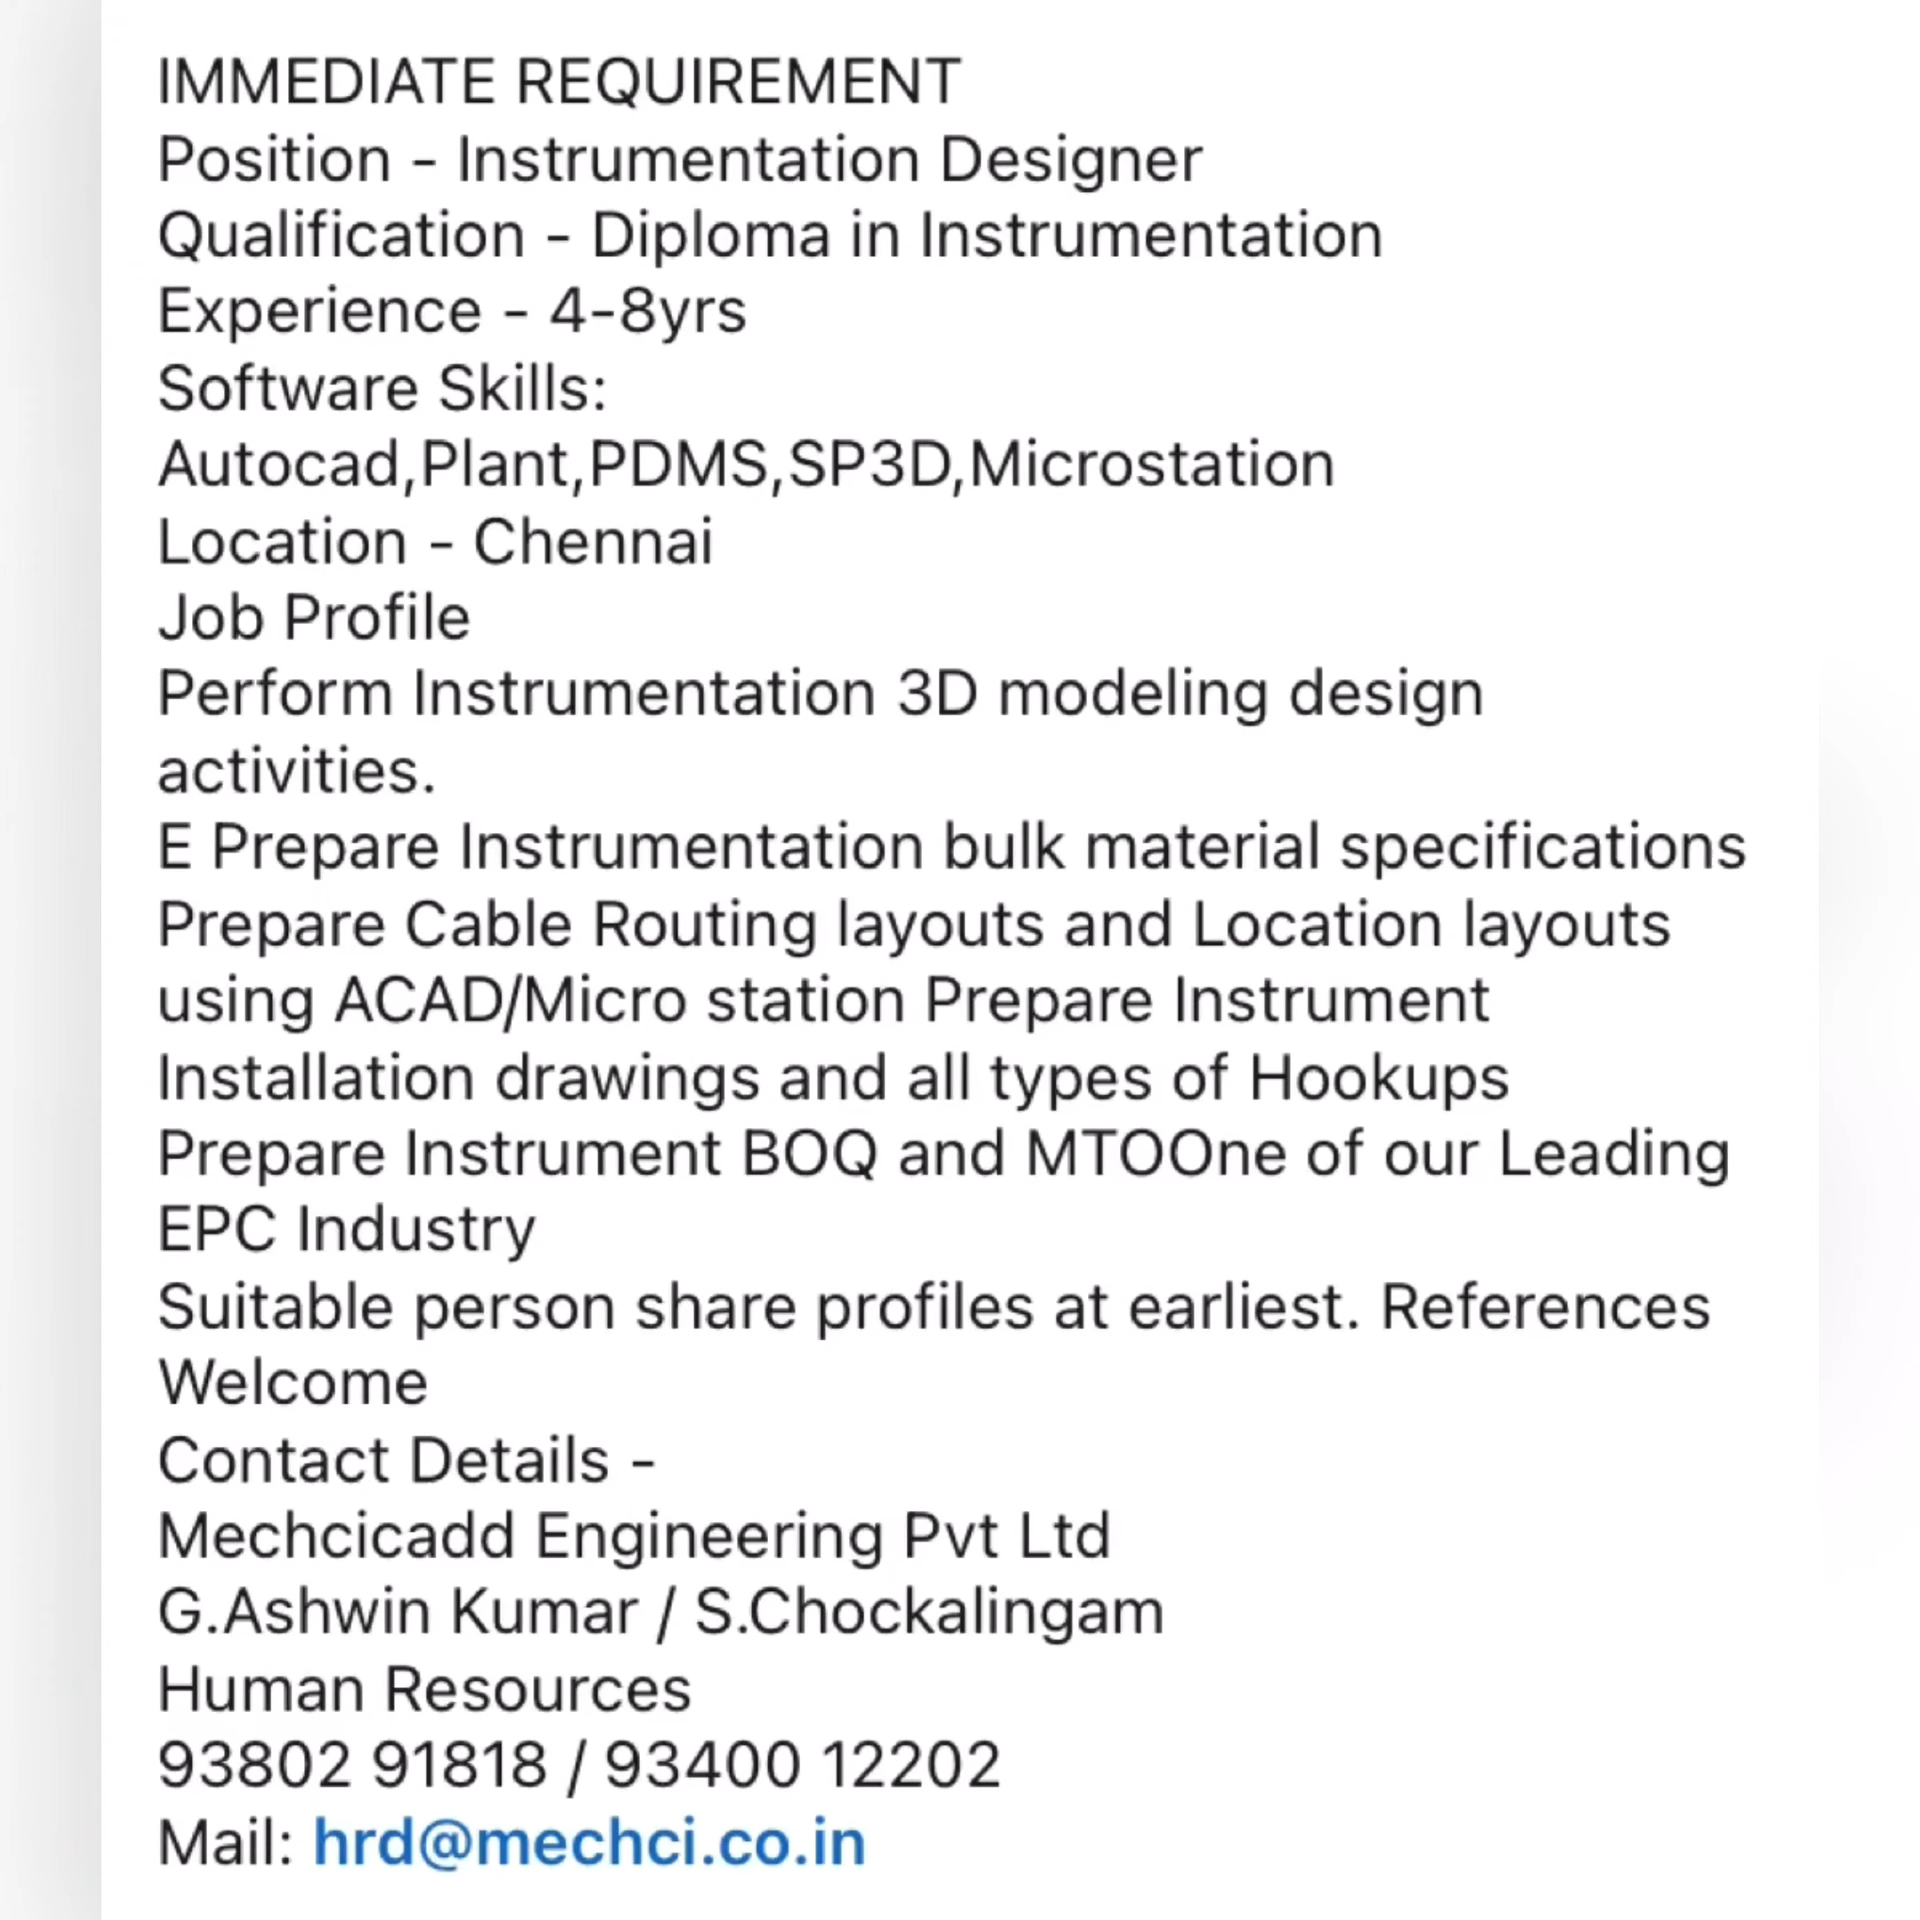 IMMEDIATE REQUIREMENT
Position - Instrumentation Designer
Qualification - Diploma in Instrumentation
Experience - 4-8yrs
Software Skills:
Autocad,Plant,PDMS,SP3D,Microstation
Location - Chennai
Job Profile
Perform Instrumentation 3D modeling design
activities.
E Prepare Instrumentation bulk material specifications
Prepare Cable Routing layouts and Location layouts
using ACAD/Micro station Prepare Instrument
Installation drawings and all types of Hookups
Prepare Instrument BOQ and MTOOne of our Leading
EPC Industry
Suitable person share profiles at earliest. References
Welcome
Contact Details -
Mechcicadd Engineering Pvt Ltd
G.Ashwin Kumar / S.Chockalingam
Human Resources
93802 91818 / 93400 12202
Mail: hrd@mechci.co.in